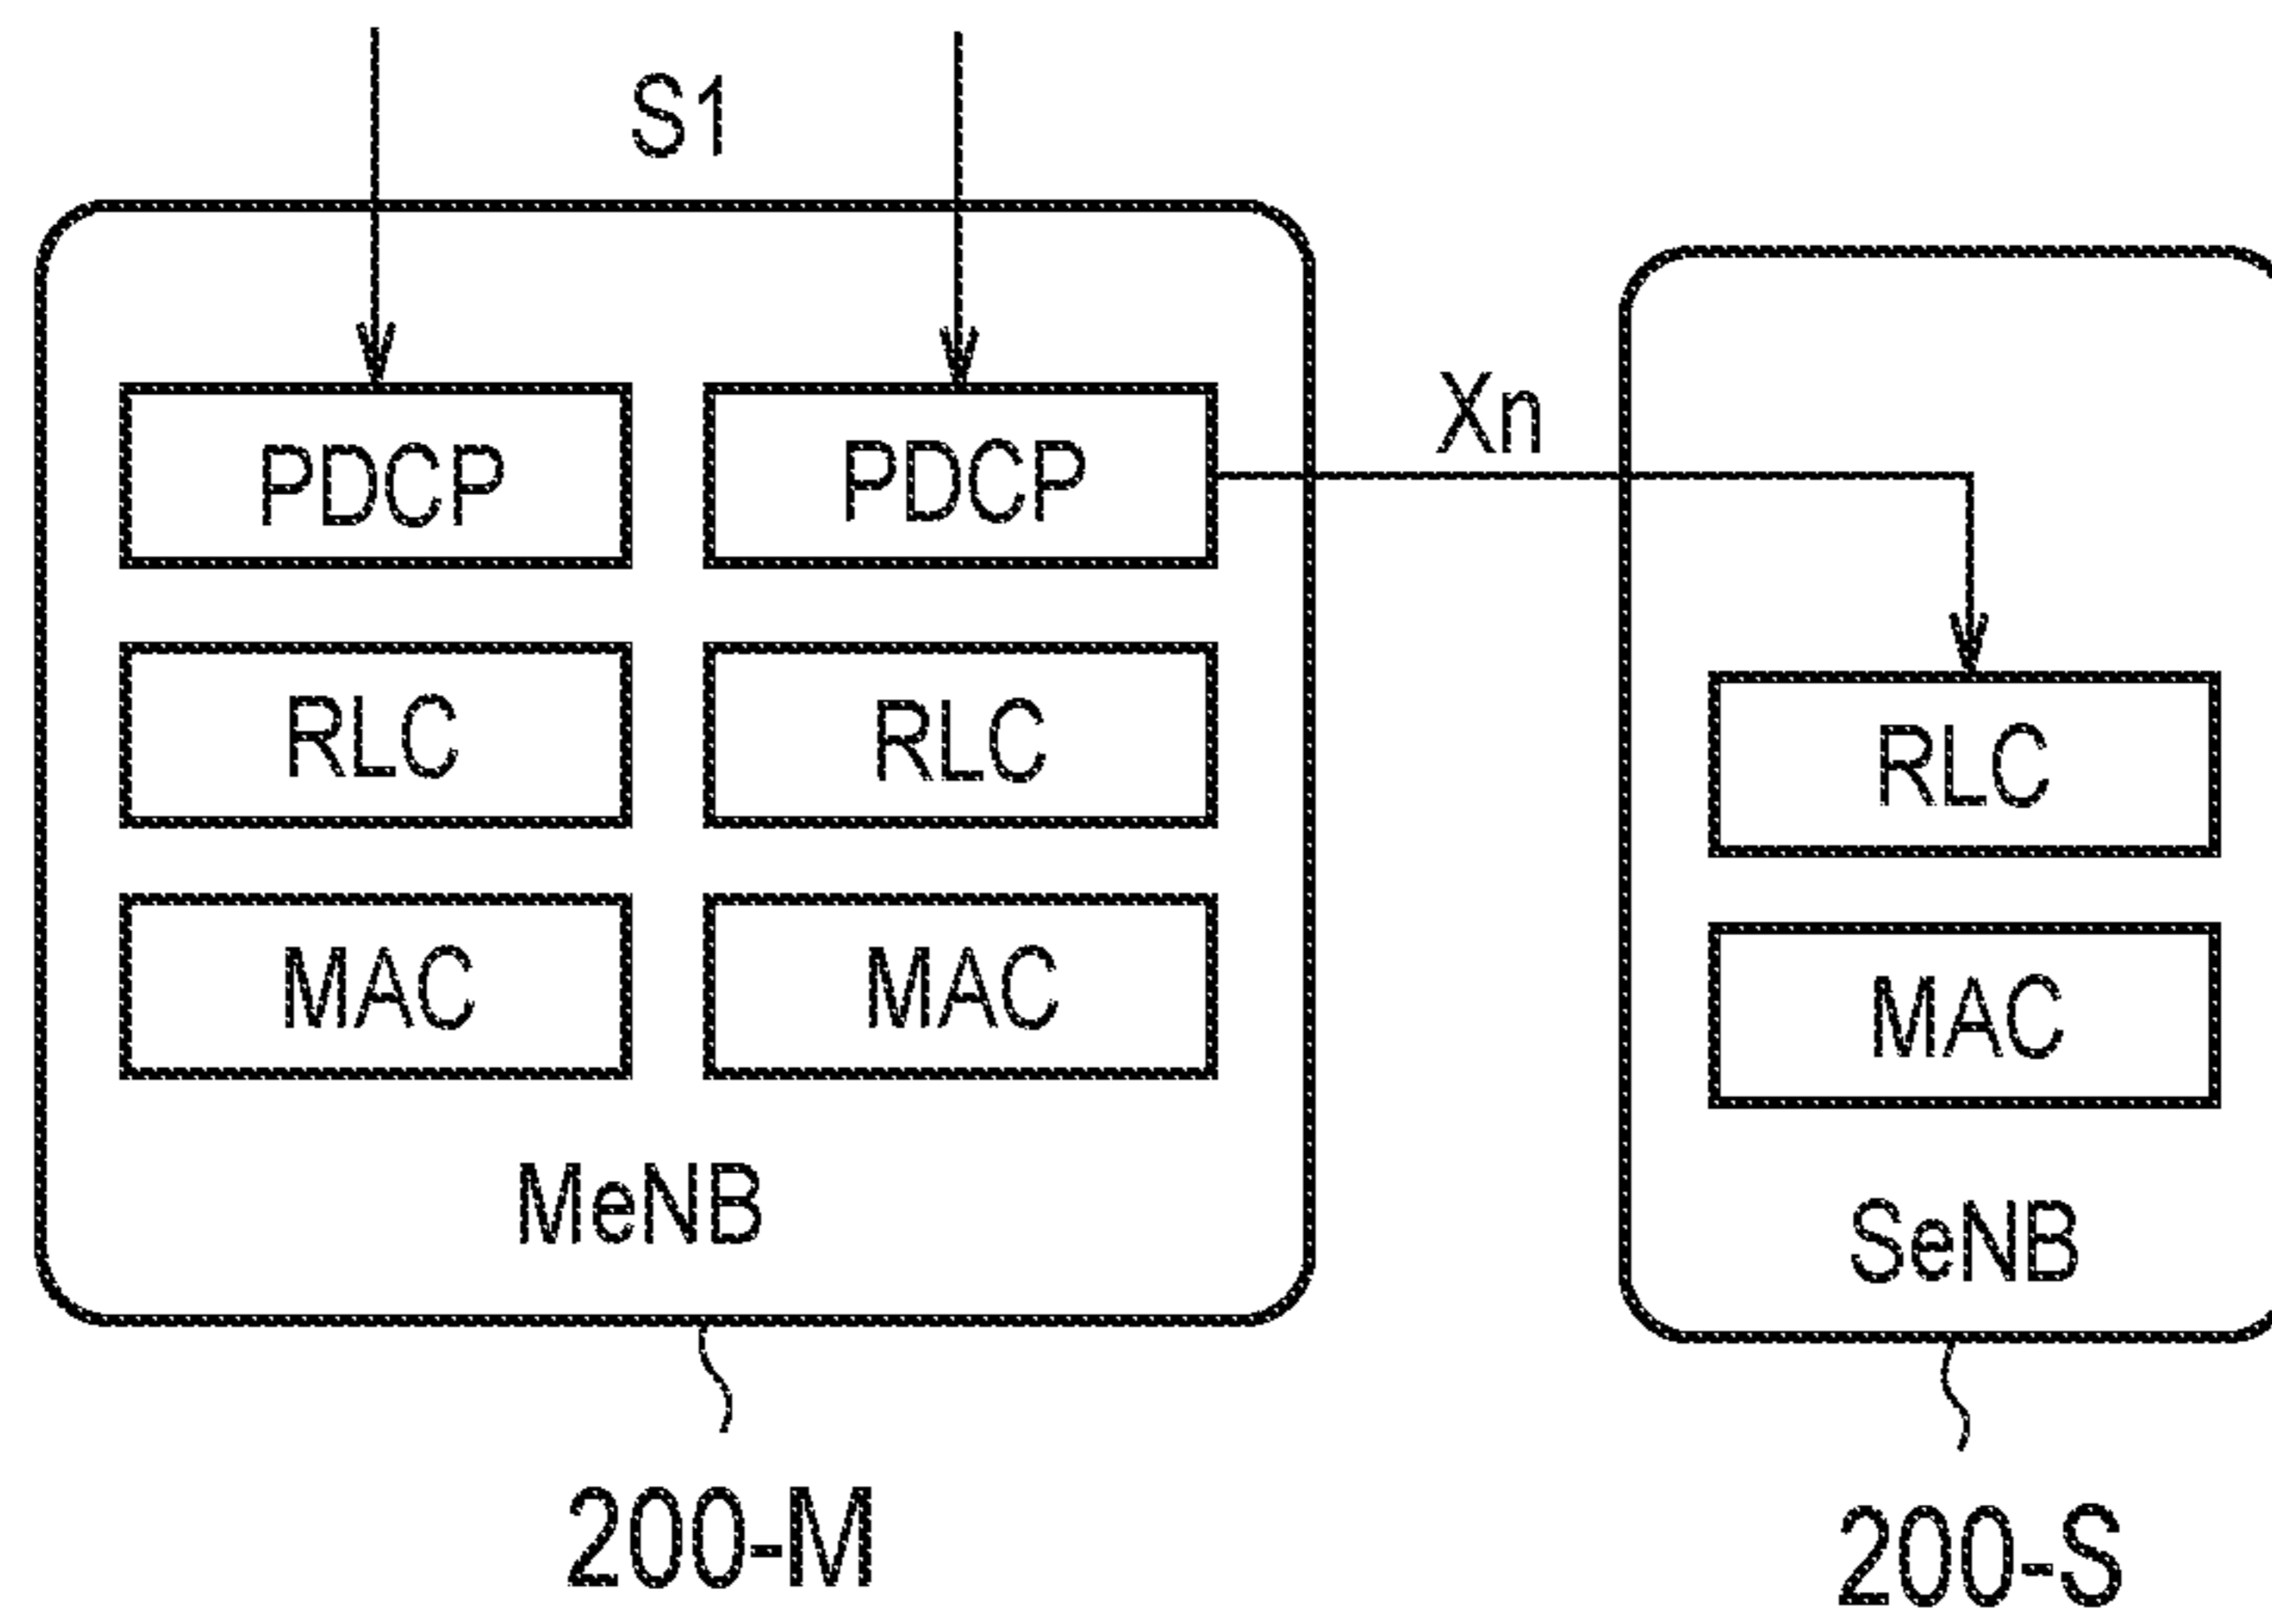 S1
Xn
PDCP PDCP
RLC RLC RLC
MAC MAC MAC
MeNB SeNB
200-M 200-S